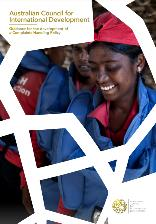 Australian Council for
International Development
Guidance for the development of
a Complaints Handling Policy